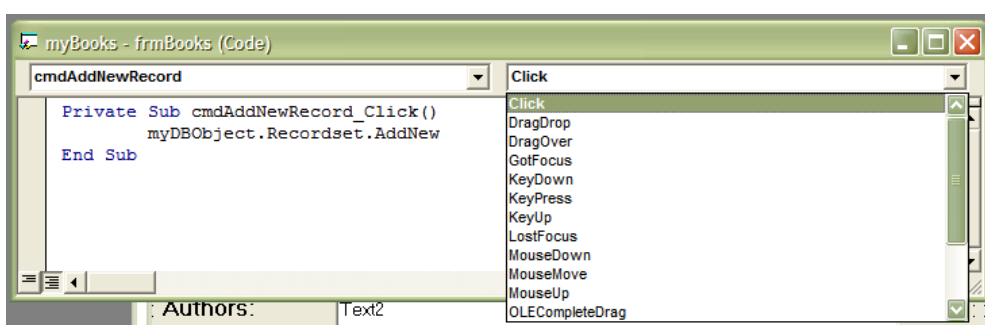 myBooks - frmBooks (Code)
cmdAddNewRecord
Click
Private Sub cmdAddNewRecord_Click()
myDBObject.Recordset.AddNew
End Sub
Click
DragDrop
DragOver
GotFocus
KeyDown
KeyPress
KeyUp
LostFocus
MouseDown
MouseMove
MouseUp
OLECompleteDrag
Authors:
Text2